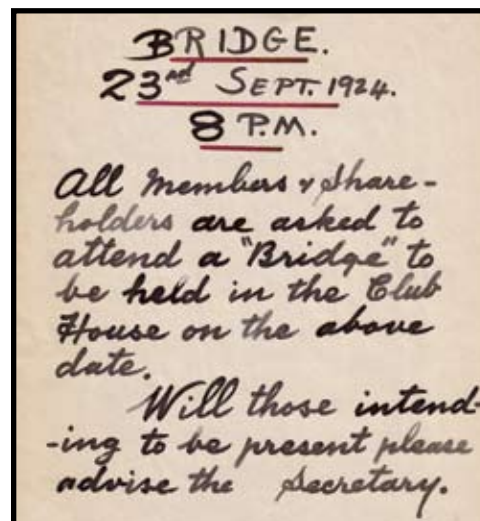 BRIDGE.
23rd SEPT. 1924.
8 P.M.
All Members & Share-
holders are asked to
attend a "Bridge" to
be held in the Club
House on the above
date.
Will those intend-
-ing to be present please
advise the Secretary.